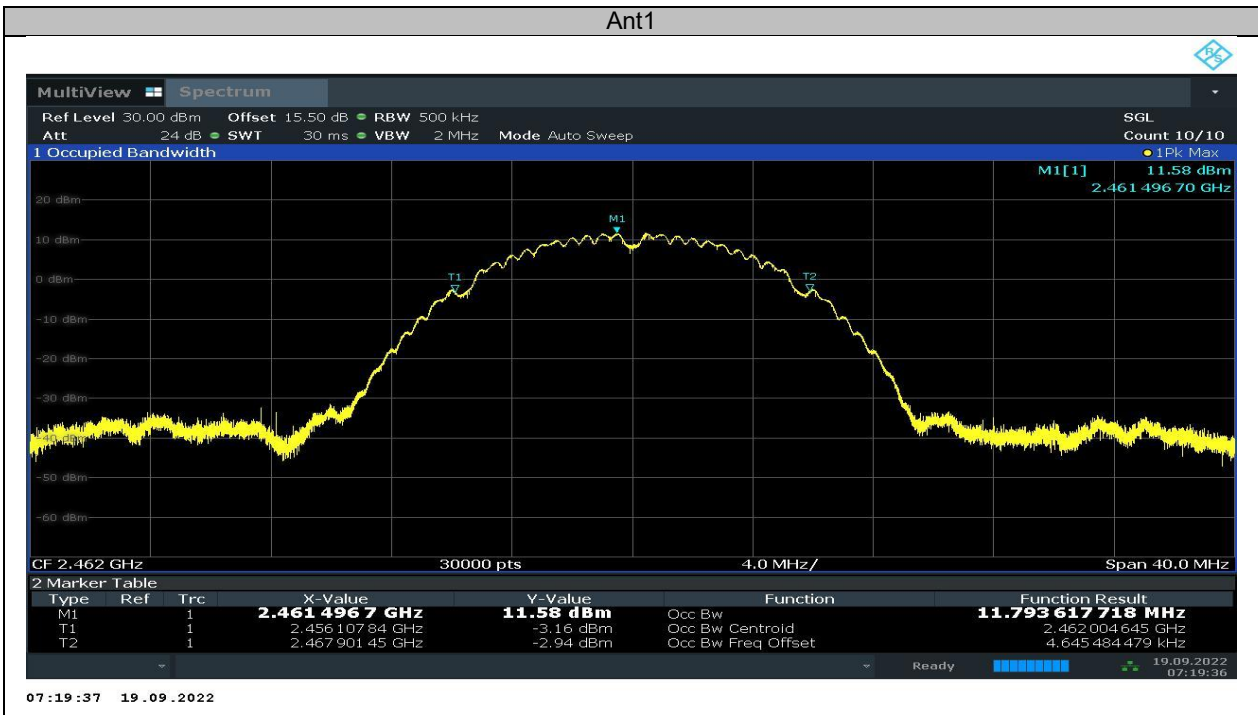 Ant1
R&S
MultiView Spectrum
Ref Level 30.00 dBm Offset 15.50 dB RBW 500 kHz SGL
Att 24 dB SWT 30 ms VBW 2 MHz Mode Auto Sweep Count 10/10
1 Occupied Bandwidth 1Pk Max
M1[1] 11.58 dBm
2.461 496 70 GHz
20 dBm
M1
10 dBm
0 dBm
T1
T2
-10 dBm
-20 dBm
-30 dBm
-40 dBm
-50 dBm
-60 dBm
CF 2.462 GHz 30000 pts 4.0 MHz/ Span 40.0 MHz
2 Marker Table
Type Ref Trc X-Value Y-Value Function Function Result
M1 1 2.461 496 7 GHz 11.58 dBm Occ Bw 11.793 617 718 MHz
T1 1 2.456 107 84 GHz -3.16 dBm Occ Bw Centroid 2.462 004 645 GHz
T2 1 2.467 901 45 GHz -2.94 dBm Occ Bw Freq Offset 4.645 484 479 kHz
Ready 19.09.2022
07:19:36
07:19:37 19.09.2022